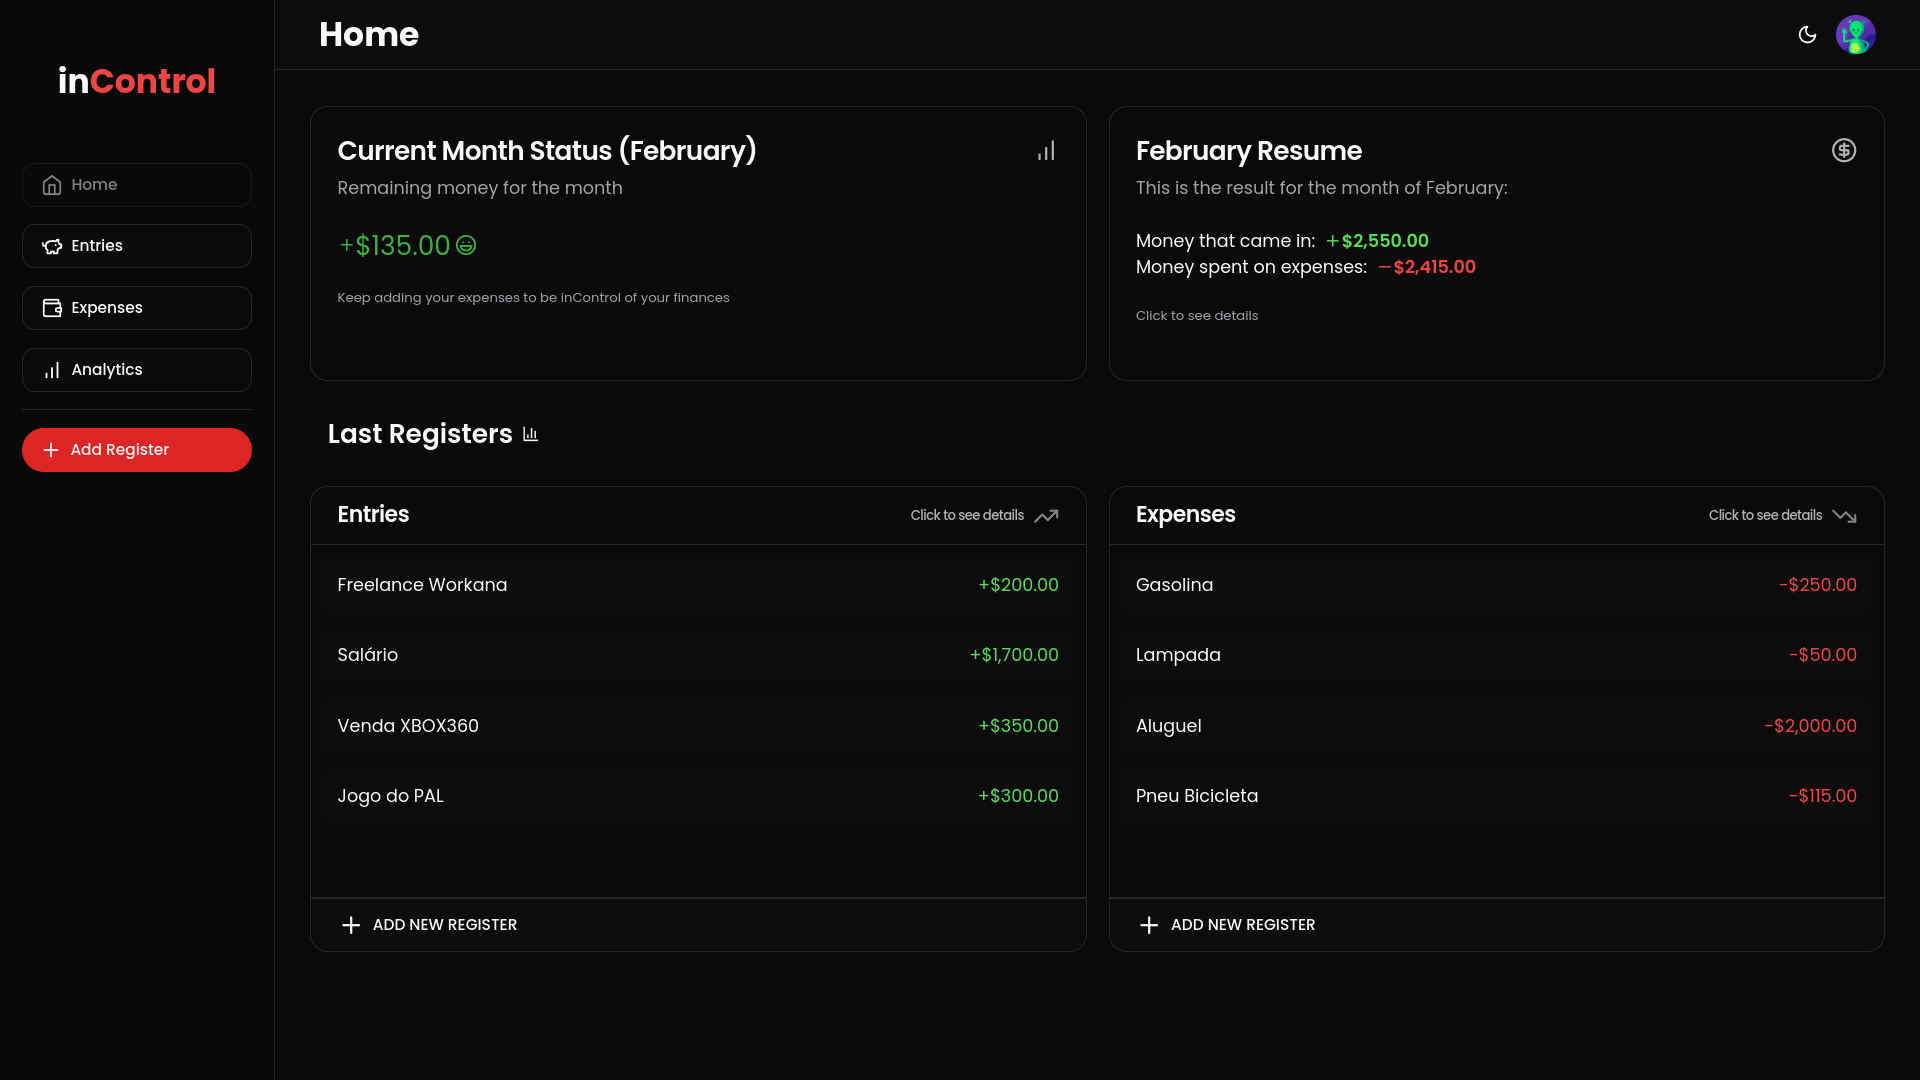 Home
inControl
Home
Entries
Expenses
Analytics
Add Register
Current Month Status (February)
Remaining money for the month
+$135.00
Keep adding your expenses to be inControl of your finances
February Resume
This is the result for the month of February:
Money that came in: +$2,550.00
Money spent on expenses: −$2,415.00
Click to see details
Last Registers
Entries
Click to see details
Freelance Workana +$200.00
Salário +$1,700.00
Venda XBOX360 +$350.00
Jogo do PAL +$300.00
ADD NEW REGISTER
Expenses
Click to see details
Gasolina -$250.00
Lampada -$50.00
Aluguel -$2,000.00
Pneu Bicicleta -$115.00
ADD NEW REGISTER